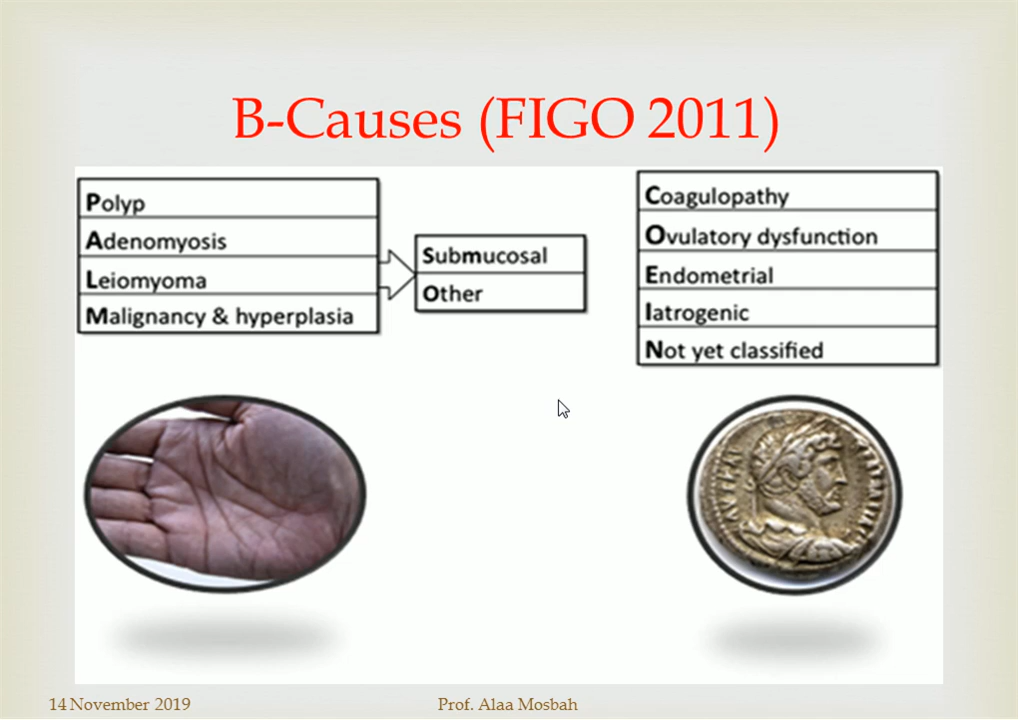 B-Causes (FIGO 2011)
Polyp
Adenomyosis
Leiomyoma
Malignancy & hyperplasia
Submucosal
Other
Coagulopathy
Ovulatory dysfunction
Endometrial
Iatrogenic
Not yet classified
14 November 2019
Prof. Alaa Mosbah